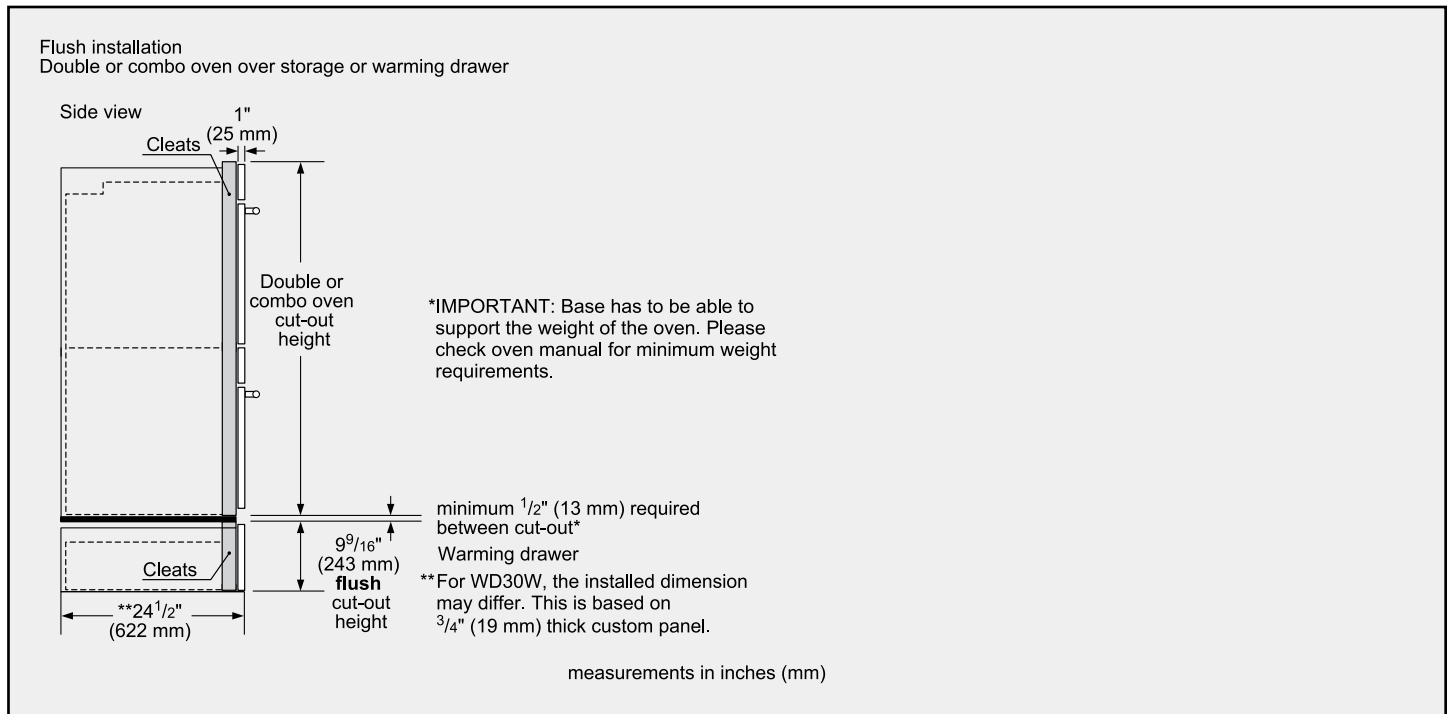 Flush installation
Double or combo oven over storage or warming drawer
Side view
1"
(25 mm)
Cleats
Double or
combo oven
cut-out
height
*IMPORTANT: Base has to be able to
support the weight of the oven. Please
check oven manual for minimum weight
requirements.
minimum 1/2" (13 mm) required
between cut-out*
Warming drawer
9 9/16"
(243 mm)
flush
cut-out
height
Cleats
**24 1/2"
(622 mm)
**For WD30W, the installed dimension
may differ. This is based on
3/4" (19 mm) thick custom panel.
measurements in inches (mm)